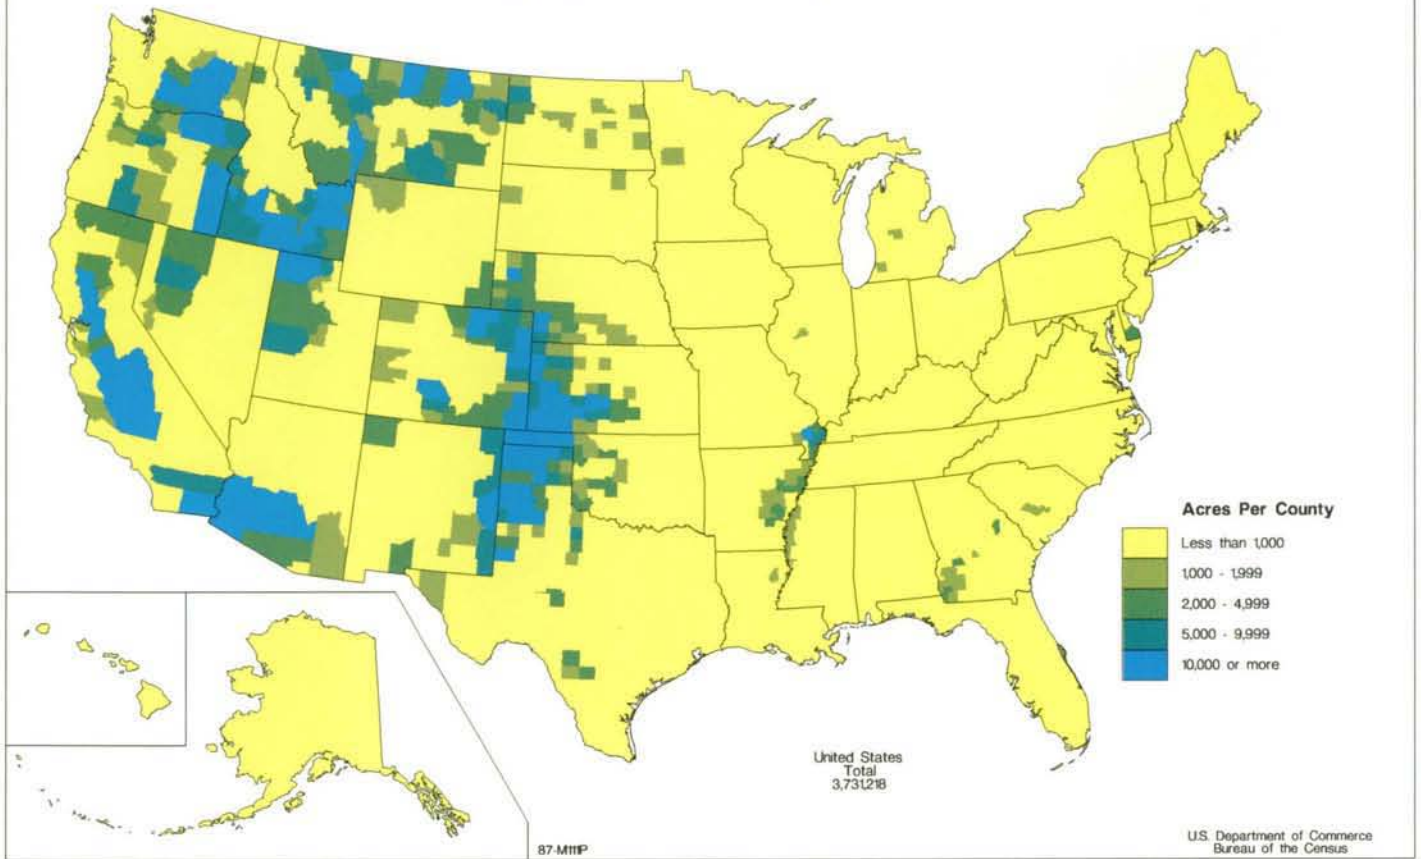 Acres Per County
Less than 1,000
1,000 - 1,999
2,000 - 4,999
5,000 - 9,999
10,000 or more
United States
Total
3,731,218
87-M111P
U.S. Department of Commerce
Bureau of the Census